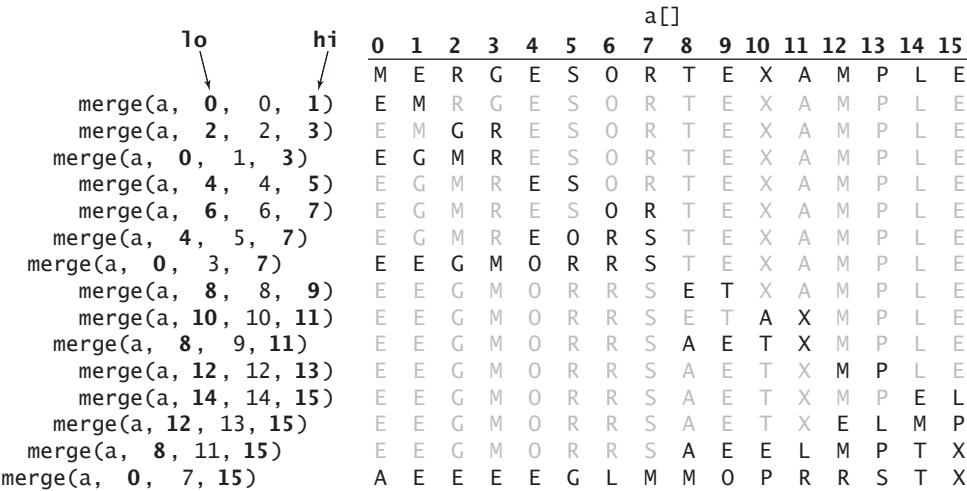 a[]
lo hi 0 1 2 3 4 5 6 7 8 9 10 11 12 13 14 15
M E R G E S O R T E X A M P L E
merge(a, 0, 0, 1) E M R G E S O R T E X A M P L E
merge(a, 2, 2, 3) E M G R E S O R T E X A M P L E
merge(a, 0, 1, 3) E G M R E S O R T E X A M P L E
merge(a, 4, 4, 5) E G M R E S O R T E X A M P L E
merge(a, 6, 6, 7) E G M R E S O R T E X A M P L E
merge(a, 4, 5, 7) E G M R E O R S T E X A M P L E
merge(a, 0, 3, 7) E E G M O R R S T E X A M P L E
merge(a, 8, 8, 9) E E G M O R R S E T X A M P L E
merge(a, 10, 10, 11) E E G M O R R S E T A X M P L E
merge(a, 8, 9, 11) E E G M O R R S A E T X M P L E
merge(a, 12, 12, 13) E E G M O R R S A E T X M P L E
merge(a, 14, 14, 15) E E G M O R R S A E T X M P E L
merge(a, 12, 13, 15) E E G M O R R S A E T X E L M P
merge(a, 8, 11, 15) E E G M O R R S A E E L M P T X
merge(a, 0, 7, 15) A E E E E G L M M O P R R S T X